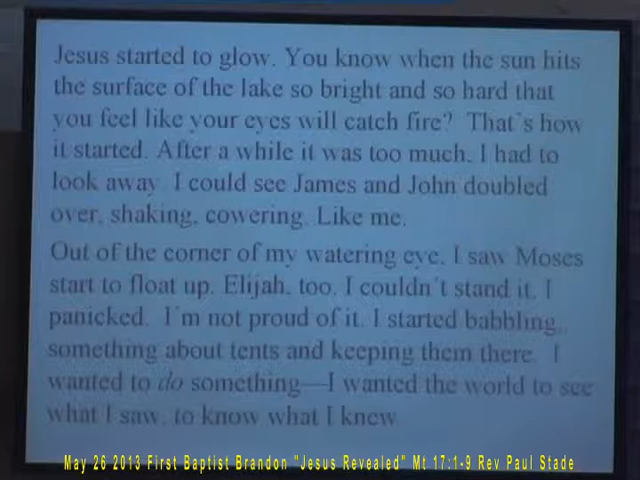 Jesus started to glow. You know when the sun hits
the surface of the lake so bright and so hard that
you feel like your eyes will catch fire? That's how
it started. After a while it was too much. I had to
look away. I could see James and John doubled
over, shaking, cowering. Like me.
Out of the corner of my watering eye, I saw Moses
start to float up. Elijah, too. I couldn't stand it. I
panicked. I'm not proud of it. I started babbling,
something about tents and keeping them there. I
wanted to do something—I wanted the world to see
what I saw, to know what I knew.
May 26 2013 First Baptist Brandon "Jesus Revealed" Mt 17:1-9 Rev Paul Stade